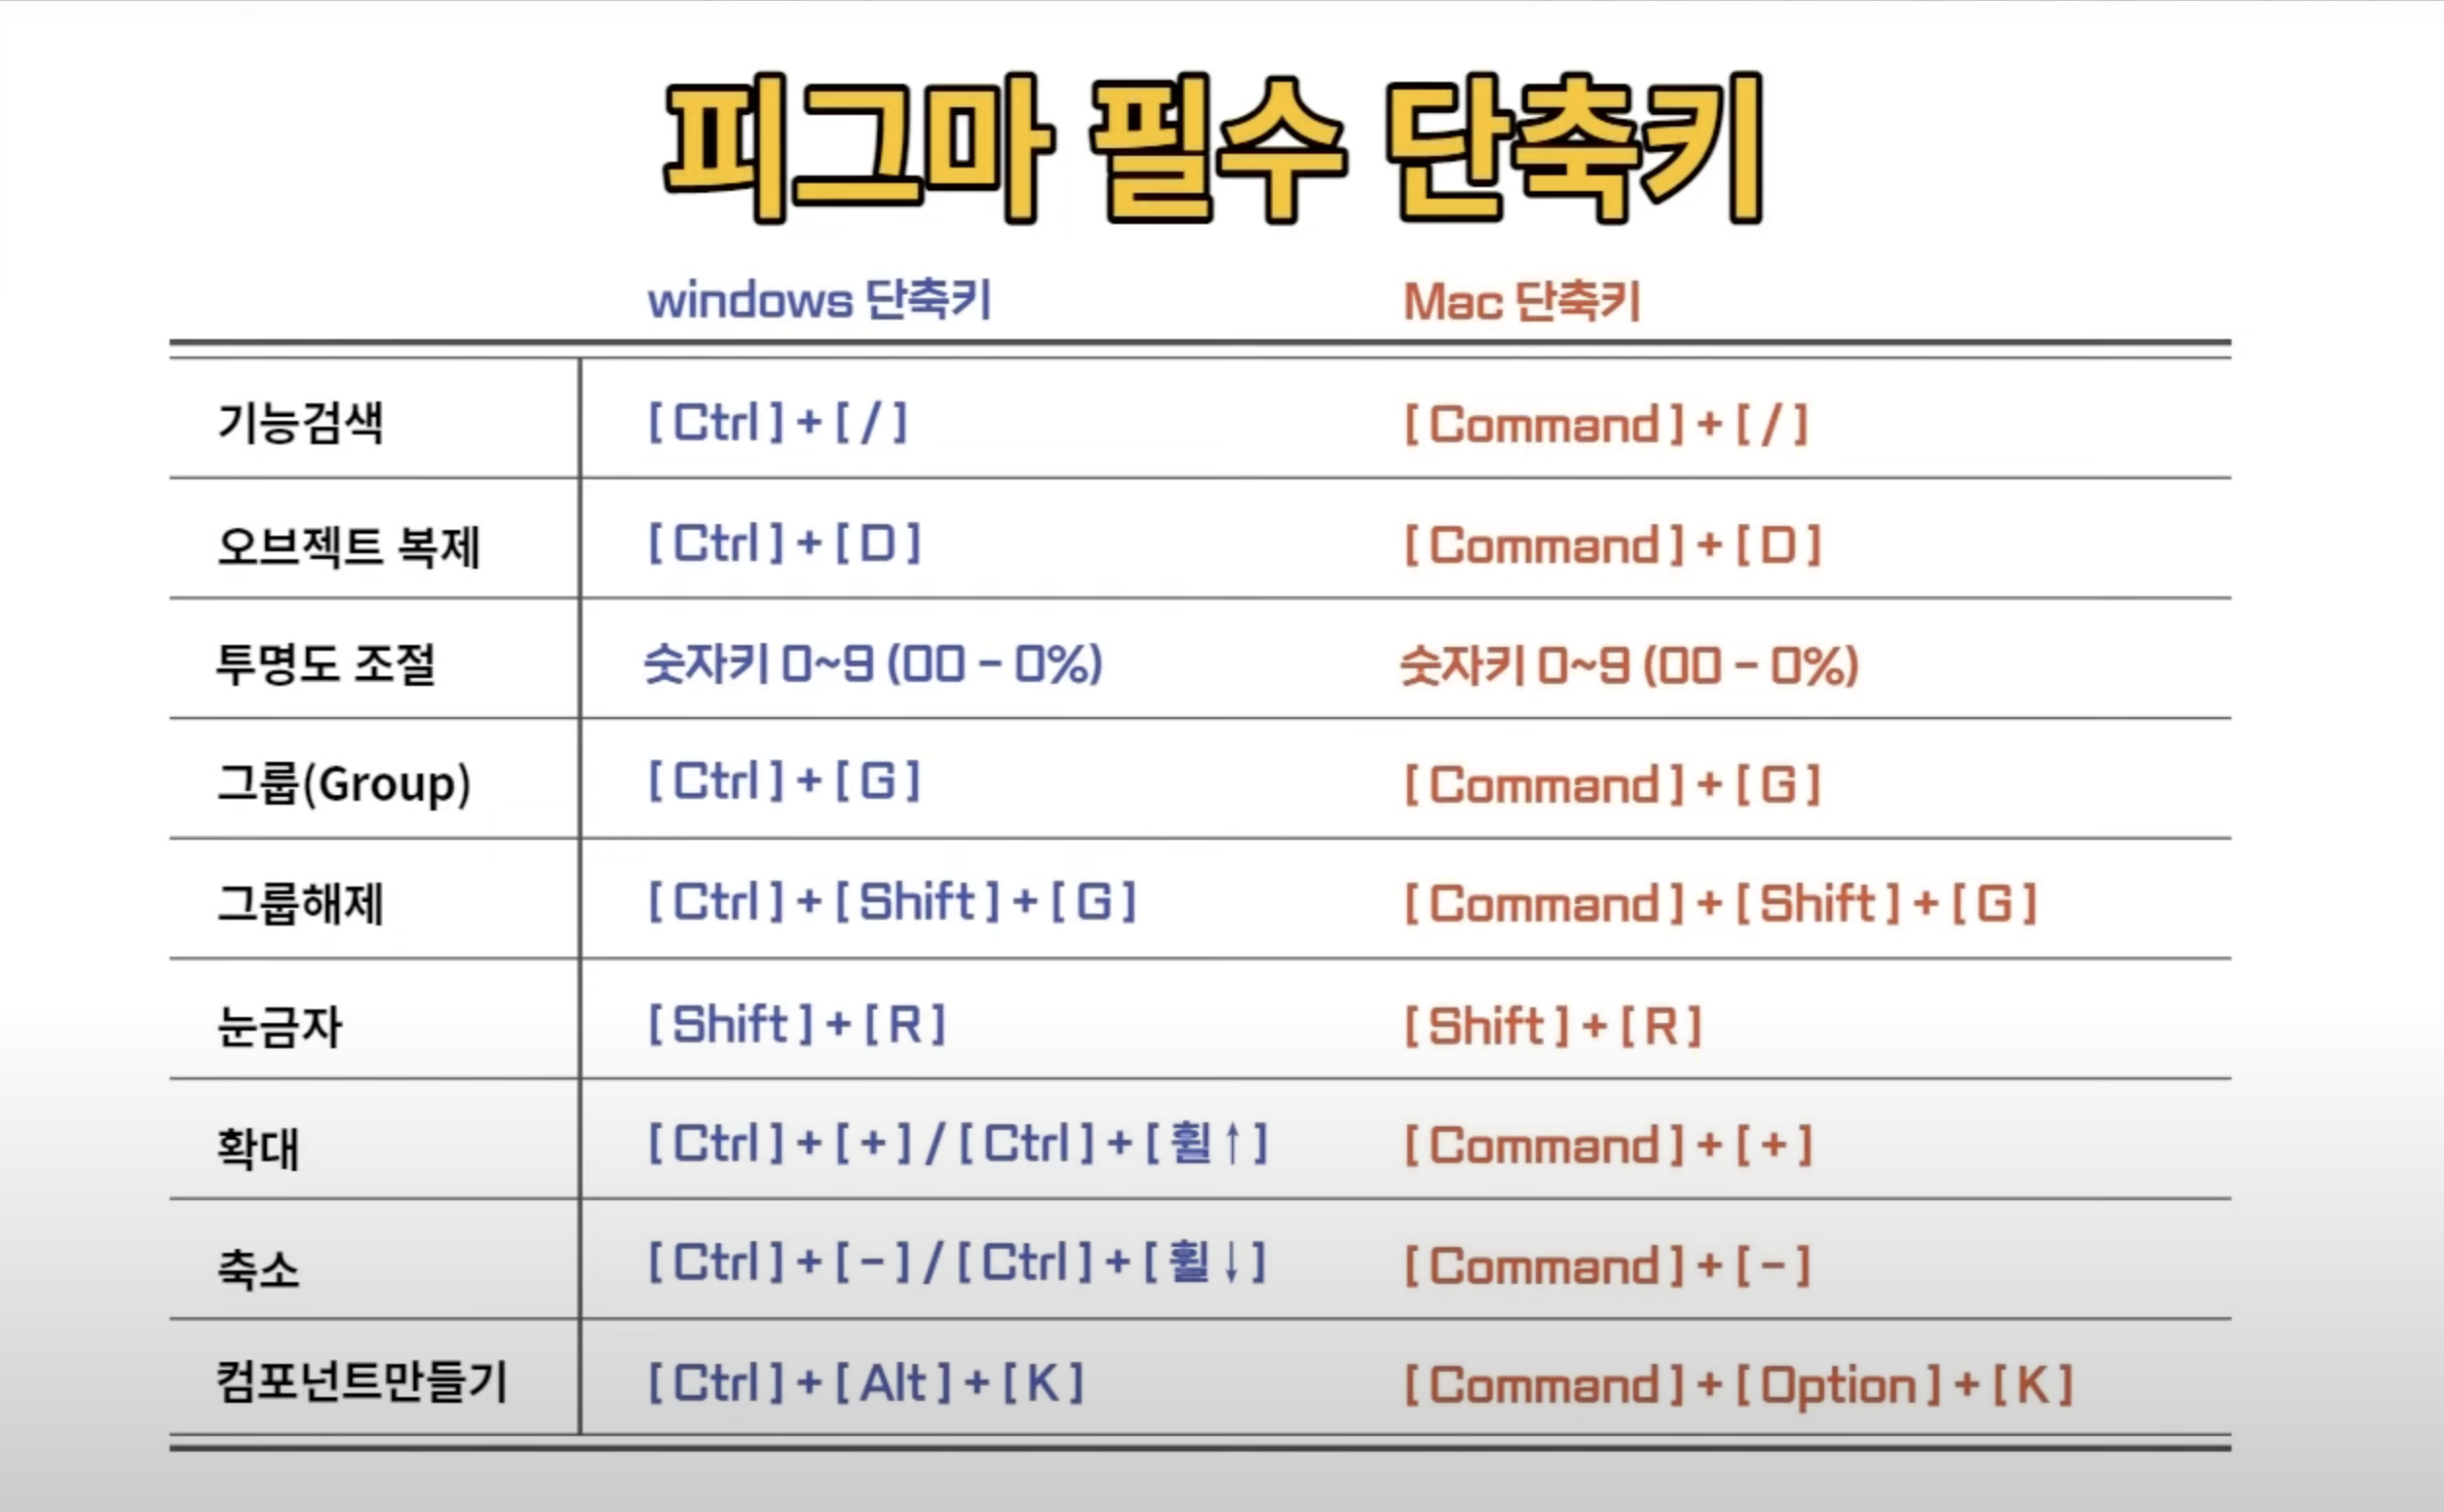 피그마 필수 단축키
windows 단축키 Mac 단축키
기능검색 [ Ctrl ] + [ / ] [ Command ] + [ / ]
오브젝트 복제 [ Ctrl ] + [ D ] [ Command ] + [ D ]
투명도 조절 숫자키 0~9 (00 - 0%) 숫자키 0~9 (00 - 0%)
그룹(Group) [ Ctrl ] + [ G ] [ Command ] + [ G ]
그룹해제 [ Ctrl ] + [ Shift ] + [ G ] [ Command ] + [ Shift ] + [ G ]
눈금자 [ Shift ] + [ R ] [ Shift ] + [ R ]
확대 [ Ctrl ] + [ + ] / [ Ctrl ] + [ 휠 ↑ ] [ Command ] + [ + ]
축소 [ Ctrl ] + [ - ] / [ Ctrl ] + [ 휠 ↓ ] [ Command ] + [ - ]
컴포넌트만들기 [ Ctrl ] + [ Alt ] + [ K ] [ Command ] + [ Option ] + [ K ]